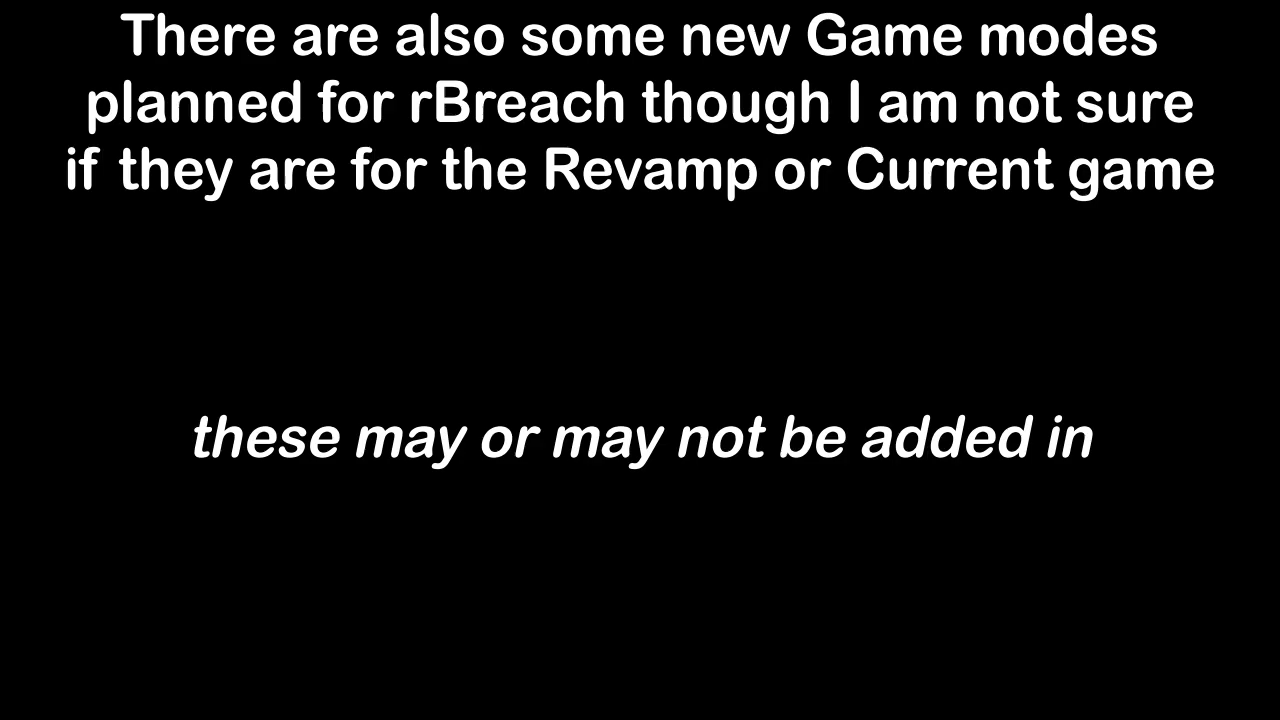 There are also some new Game modes
planned for rBreach though I am not sure
if they are for the Revamp or Current game
these may or may not be added in